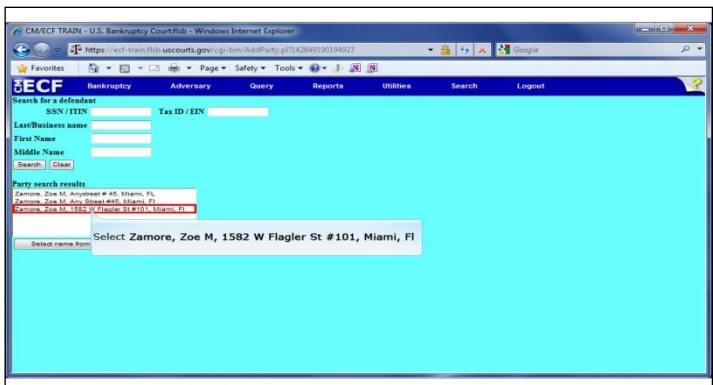 CM/ECF TRAIN - U.S. Bankruptcy Court:flsb - Windows Internet Explorer
https://ecf-train.flsb.uscourts.gov/cgi-bin/AddParty.pl?142849190194927
Google
Favorites Page Safety Tools
ECF Bankruptcy Adversary Query Reports Utilities Search Logout ?
Search for a defendant
SSN / ITIN Tax ID / EIN
Last/Business name
First Name
Middle Name
Search Clear
Party search results
Zamore, Zoe M, Anystreet # 45, Miami, FL
Zamore, Zoe M, Any Street #45, Miami, FL
Zamore, Zoe M, 1582 W Flagler St #101, Miami, Fl
Select name from
Select Zamore, Zoe M, 1582 W Flagler St #101, Miami, Fl